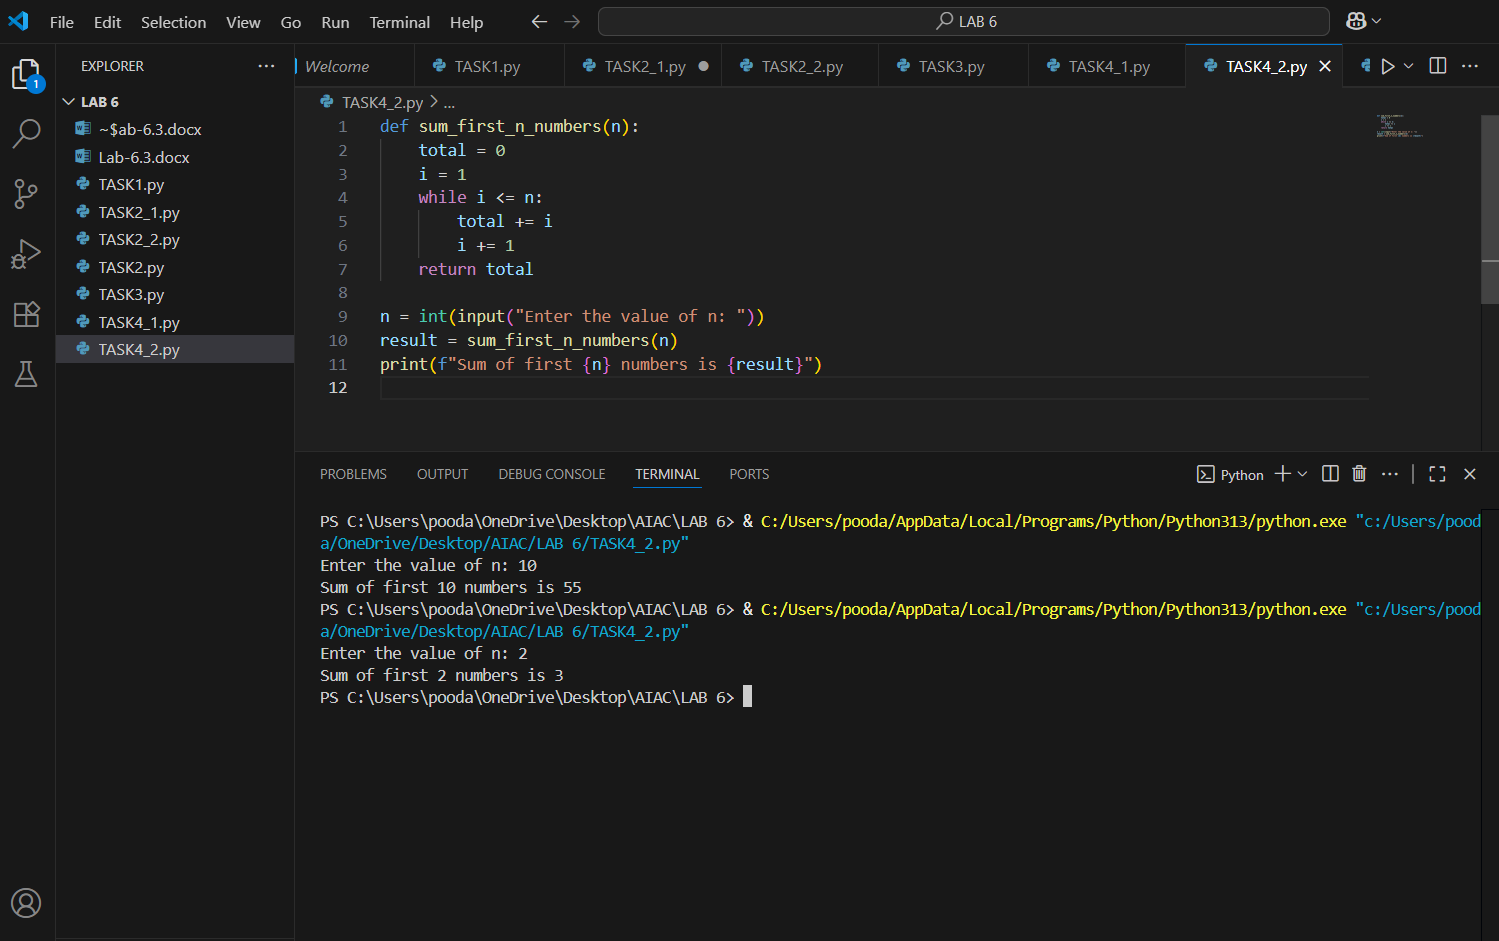 File Edit Selection View Go Run Terminal Help
LAB 6
1
EXPLORER
LAB 6
~$ab-6.3.docx
Lab-6.3.docx
TASK1.py
TASK2_1.py
TASK2_2.py
TASK2.py
TASK3.py
TASK4_1.py
TASK4_2.py
Welcome TASK1.py TASK2_1.py TASK2_2.py TASK3.py TASK4_1.py TASK4_2.py
TASK4_2.py > ...
1 def sum_first_n_numbers(n):
2     total = 0
3     i = 1
4     while i <= n:
5         total += i
6         i += 1
7     return total
8
9 n = int(input("Enter the value of n: "))
10 result = sum_first_n_numbers(n)
11 print(f"Sum of first {n} numbers is {result}")
12
PROBLEMS OUTPUT DEBUG CONSOLE TERMINAL PORTS
Python
PS C:\Users\pooda\OneDrive\Desktop\AIAC\LAB 6> & C:/Users/pooda/AppData/Local/Programs/Python/Python313/python.exe "c:/Users/pood
a/OneDrive/Desktop/AIAC/LAB 6/TASK4_2.py"
Enter the value of n: 10
Sum of first 10 numbers is 55
PS C:\Users\pooda\OneDrive\Desktop\AIAC\LAB 6> & C:/Users/pooda/AppData/Local/Programs/Python/Python313/python.exe "c:/Users/pood
a/OneDrive/Desktop/AIAC/LAB 6/TASK4_2.py"
Enter the value of n: 2
Sum of first 2 numbers is 3
PS C:\Users\pooda\OneDrive\Desktop\AIAC\LAB 6>